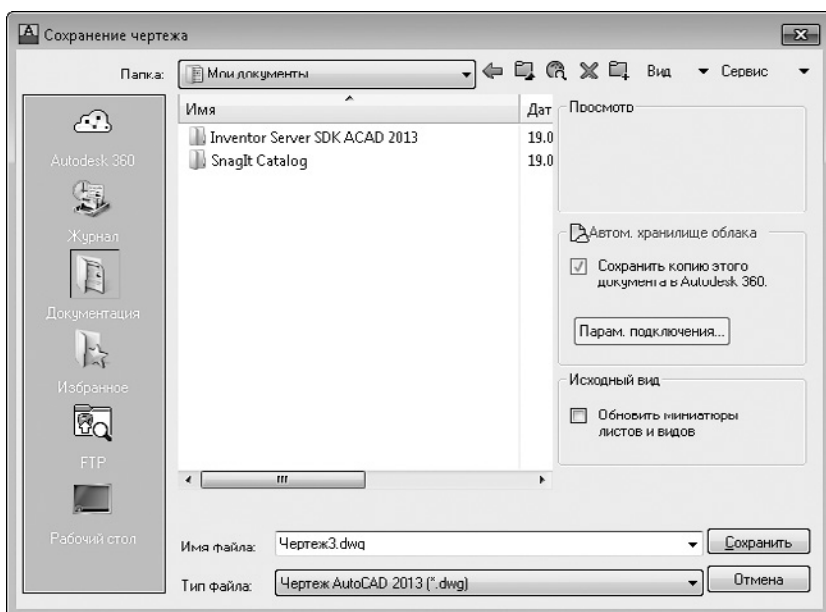 Сохранение чертежа
Папка:
Мои документы
Вид
Сервис
Autodesk 360
Журнал
Документация
Избранное
FTP
Рабочий стол
Имя
Дат
Inventor Server SDK ACAD 2013
19.0
SnagIt Catalog
19.0
Просмотр
Автом. хранилище облака
Сохранить копию этого
документа в Autodesk 360.
Парам. подключения...
Исходный вид
Обновить миниатюры
листов и видов
Имя файла:
Чертеж3.dwg
Сохранить
Тип файла:
Чертеж AutoCAD 2013 (*.dwg)
Отмена